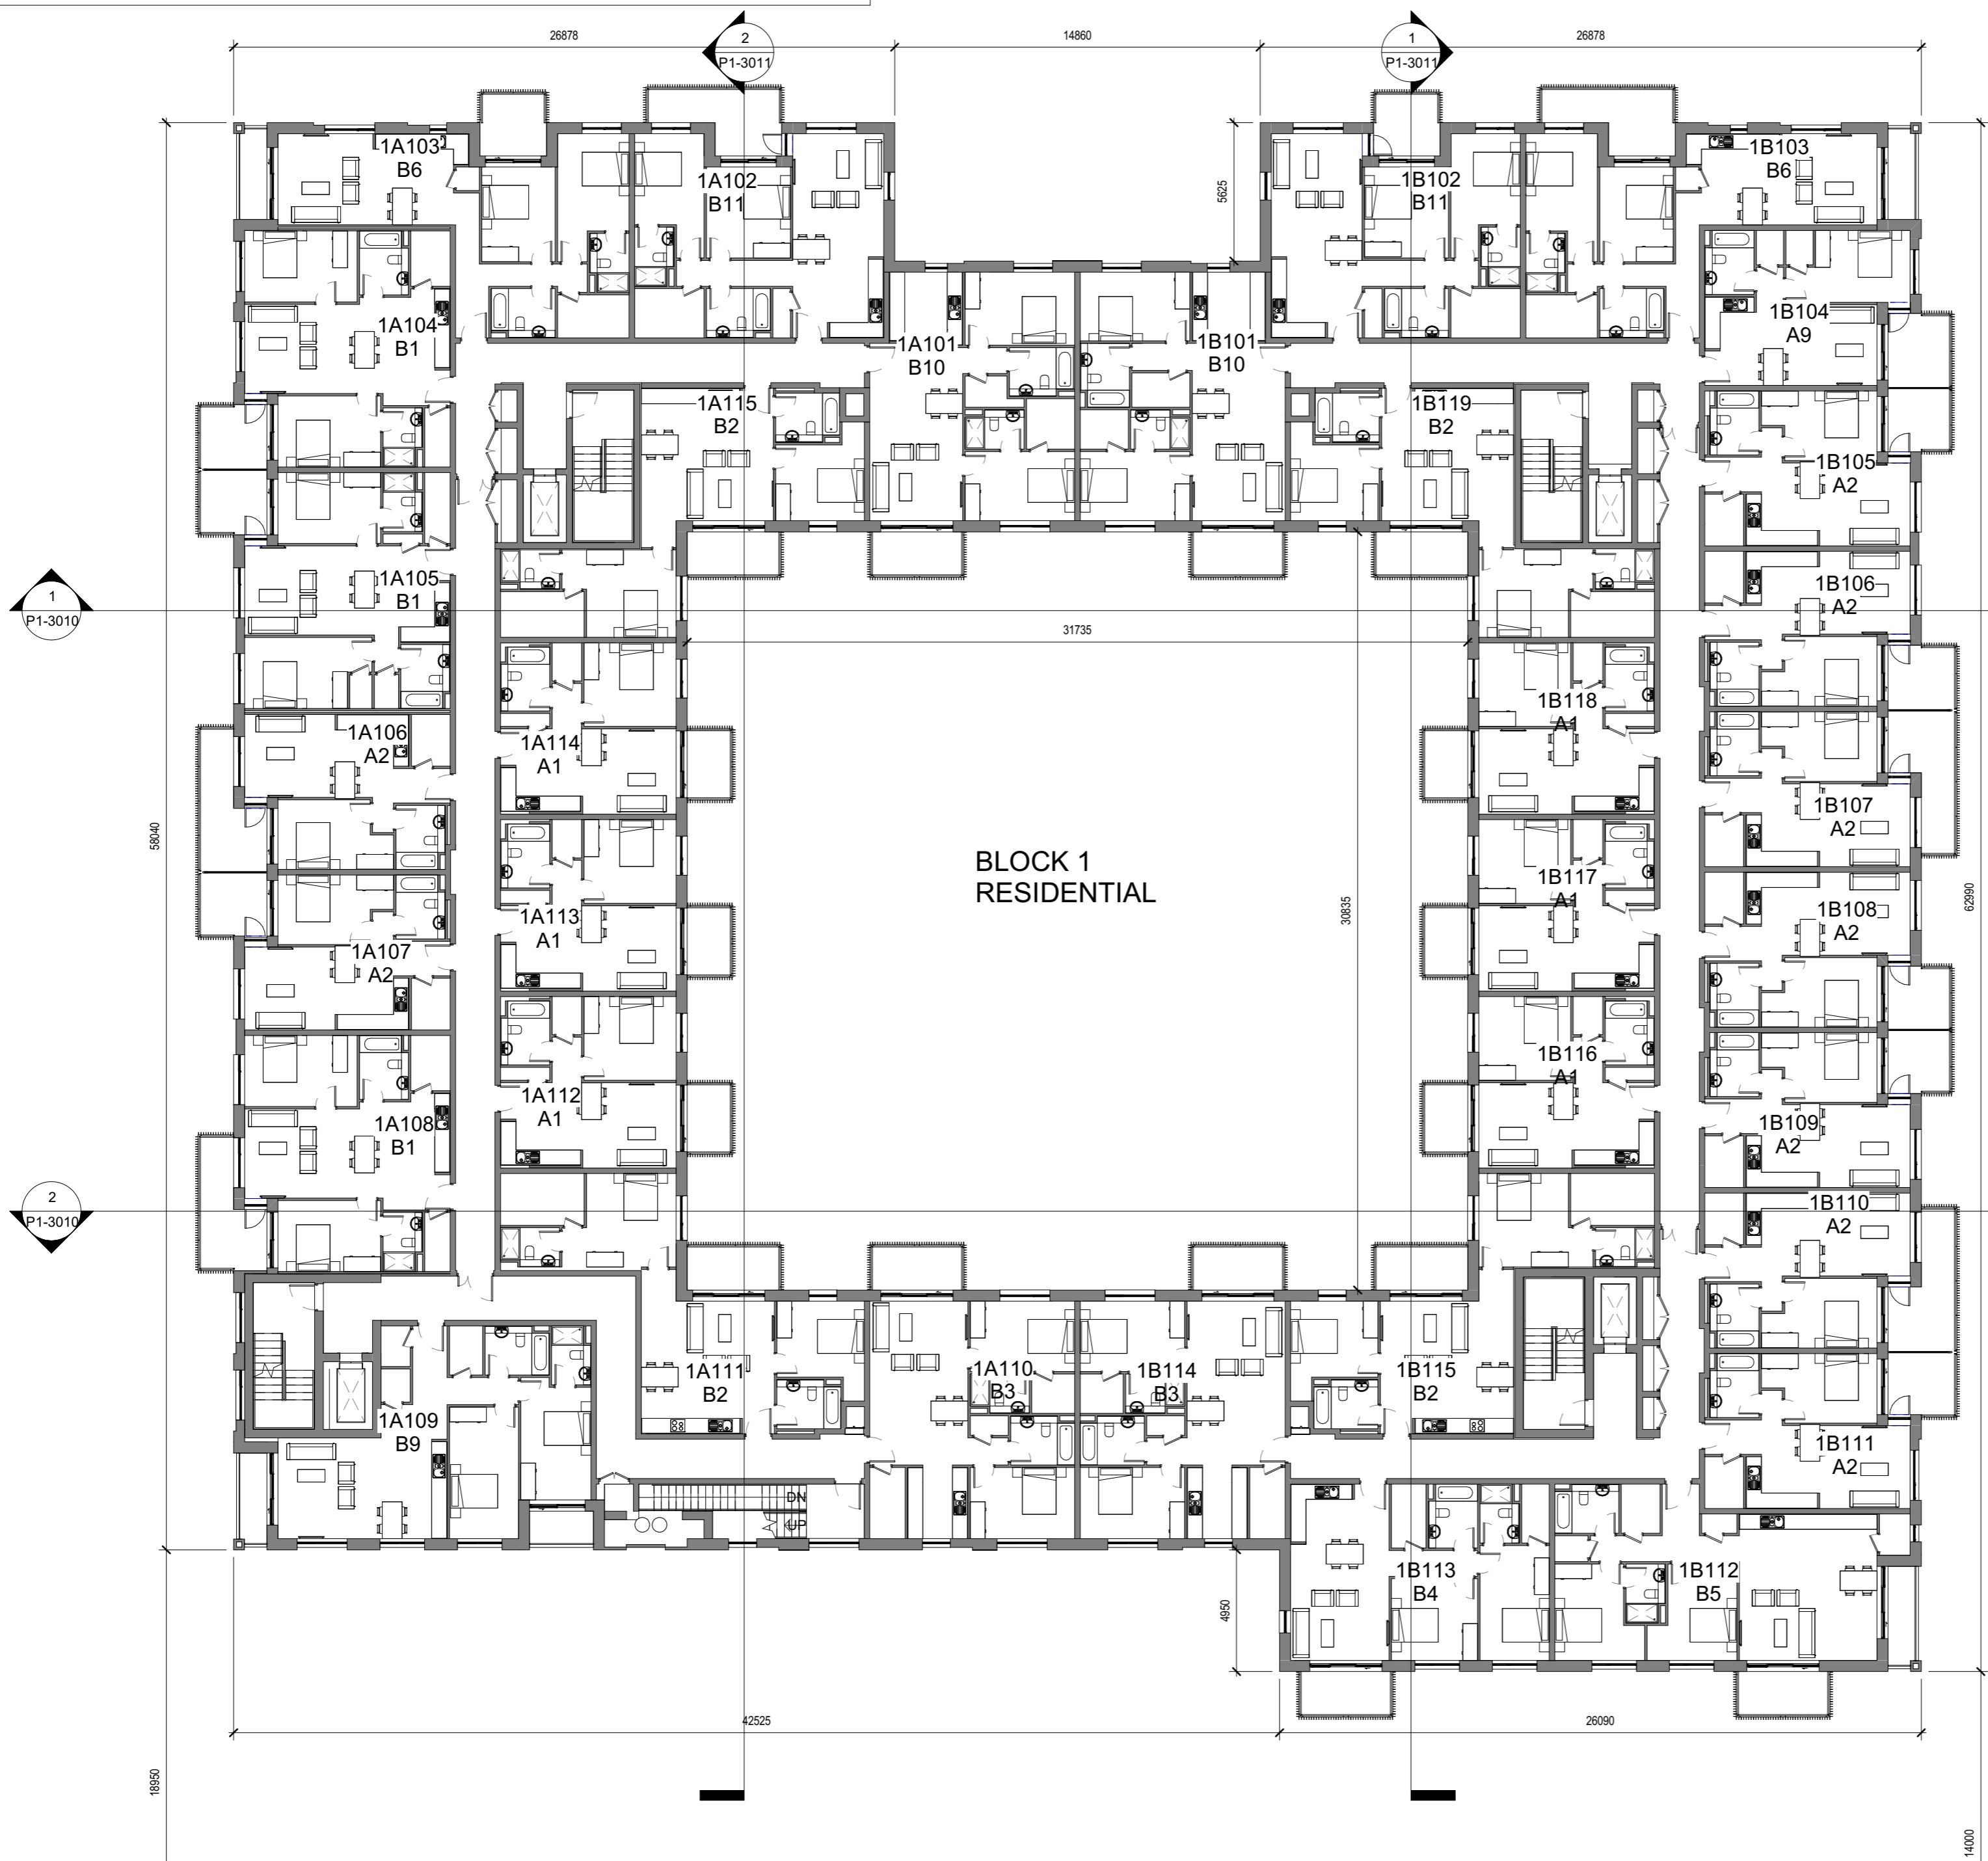 26878
14860
26878
2
P1-3011
1
P1-3011
1A103
B6
1A102
B11
1B102
B11
1B103
B6
5625
1A104
B1
1A101
B10
1B101
B10
1B104
A9
1A115
B2
1B119
B2
1B105
A2
1
P1-3010
1A105
B1
31735
1B106
A2
1A106
A2
1A114
A1
1B118
A1
1B107
A2
58040
BLOCK 1
RESIDENTIAL
30835
62990
1A113
A1
1B117
A1
1B108
A2
1A107
A2
1A112
A1
1B116
A1
1A108
B1
1B109
A2
2
P1-3010
1B110
A2
1A111
B2
1A110
B3
1B114
B3
1B115
B2
1A109
B9
1B111
A2
DN
UP
1B113
B4
1B112
B5
4950
42525
26090
18950
14000